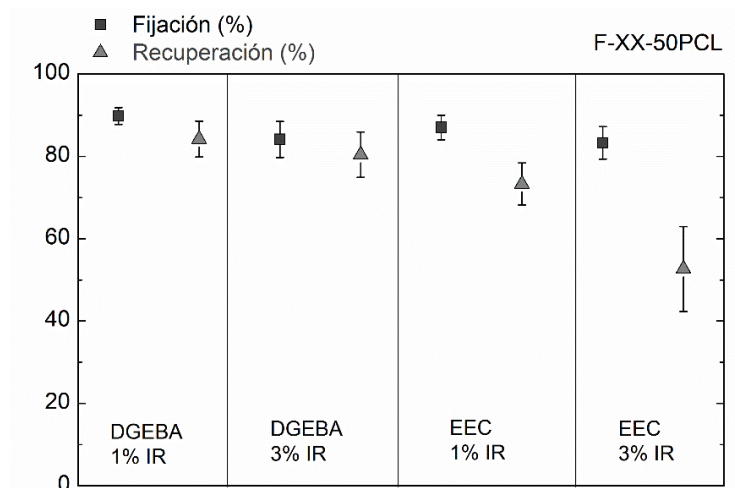 Fijación (%)
Recuperación (%)
F-XX-50PCL
100
80
60
40
20
0
DGEBA
1% IR
DGEBA
3% IR
EEC
1% IR
EEC
3% IR